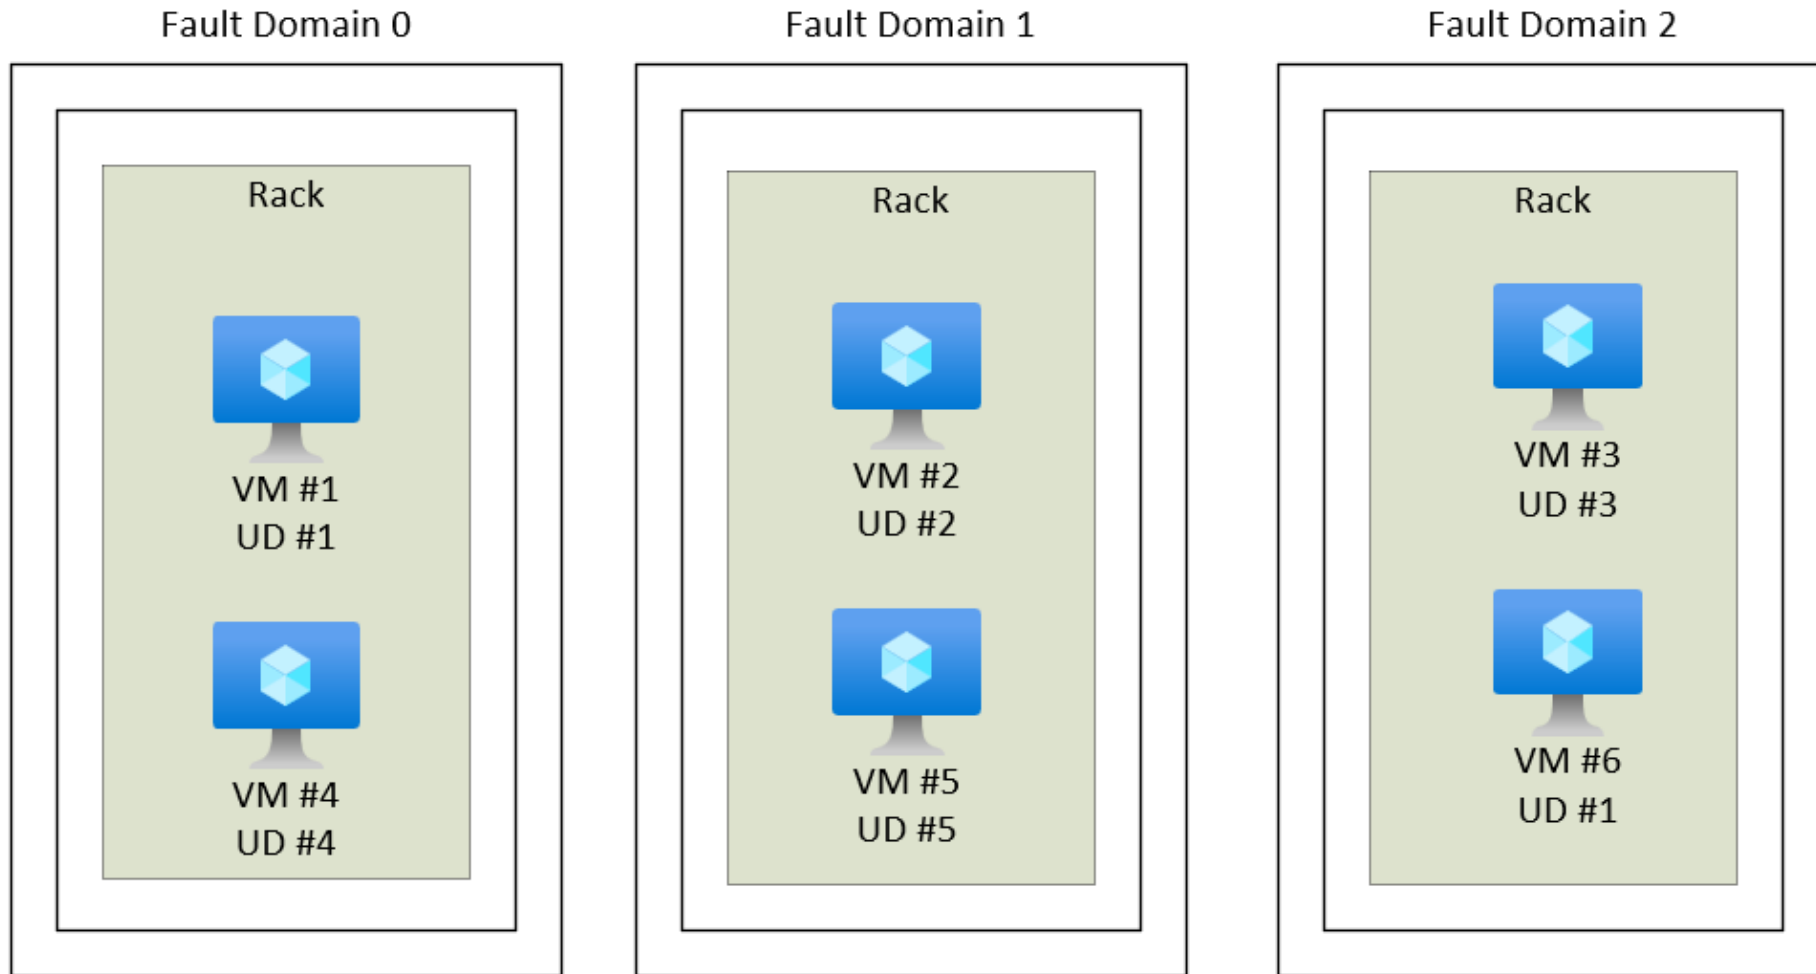 Fault Domain 0
Rack
VM #1
UD #1
VM #4
UD #4
Fault Domain 1
Rack
VM #2
UD #2
VM #5
UD #5
Fault Domain 2
Rack
VM #3
UD #3
VM #6
UD #1